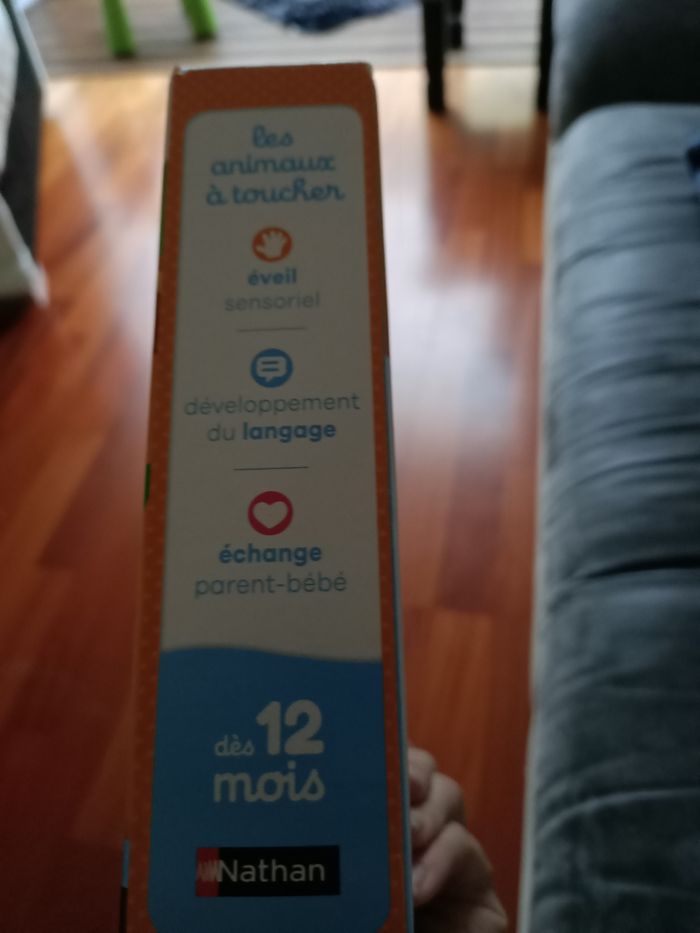 les
animaux
à toucher
éveil
sensoriel
développement
du langage
échange
parent-bébé
dès 12
mois
Nathan